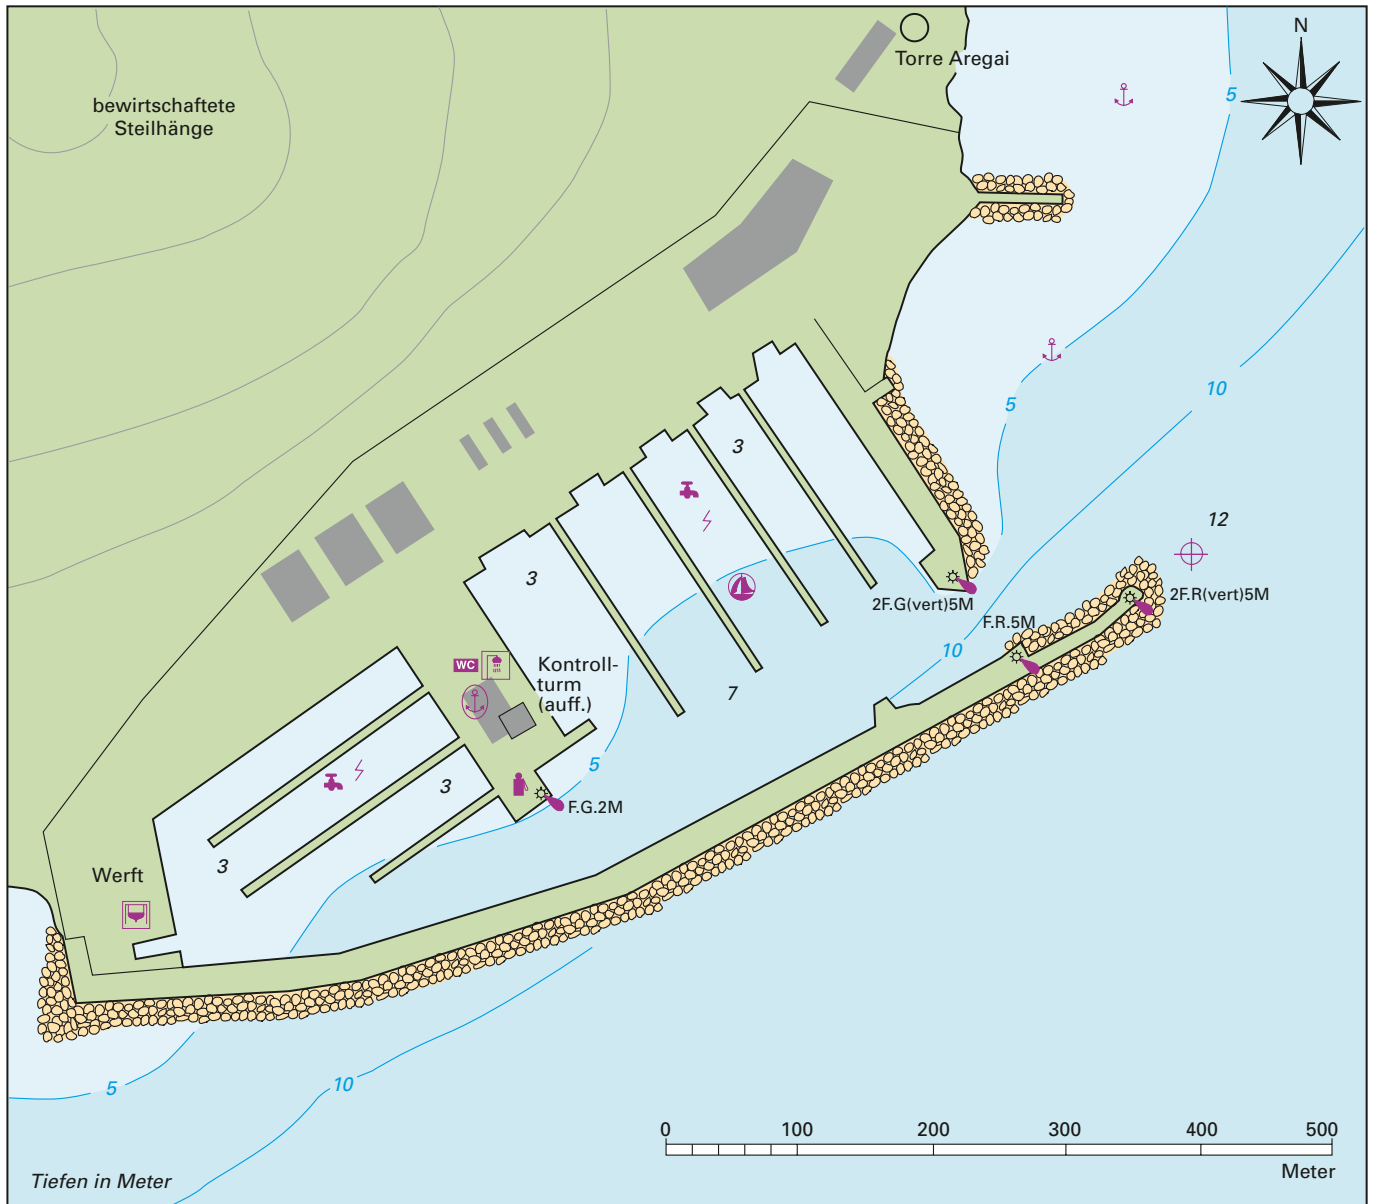 N
Torre Aregai
5
bewirtschaftete
Steilhänge
10
5
3
12
3
2F.G(vert)5M
2F.R(vert)5M
F.R.5M
10
WC
Kontroll-
turm
(auff.)
7
5
3
F.G.2M
3
Werft
5
10
0 100 200 300 400 500
Meter
Tiefen in Meter